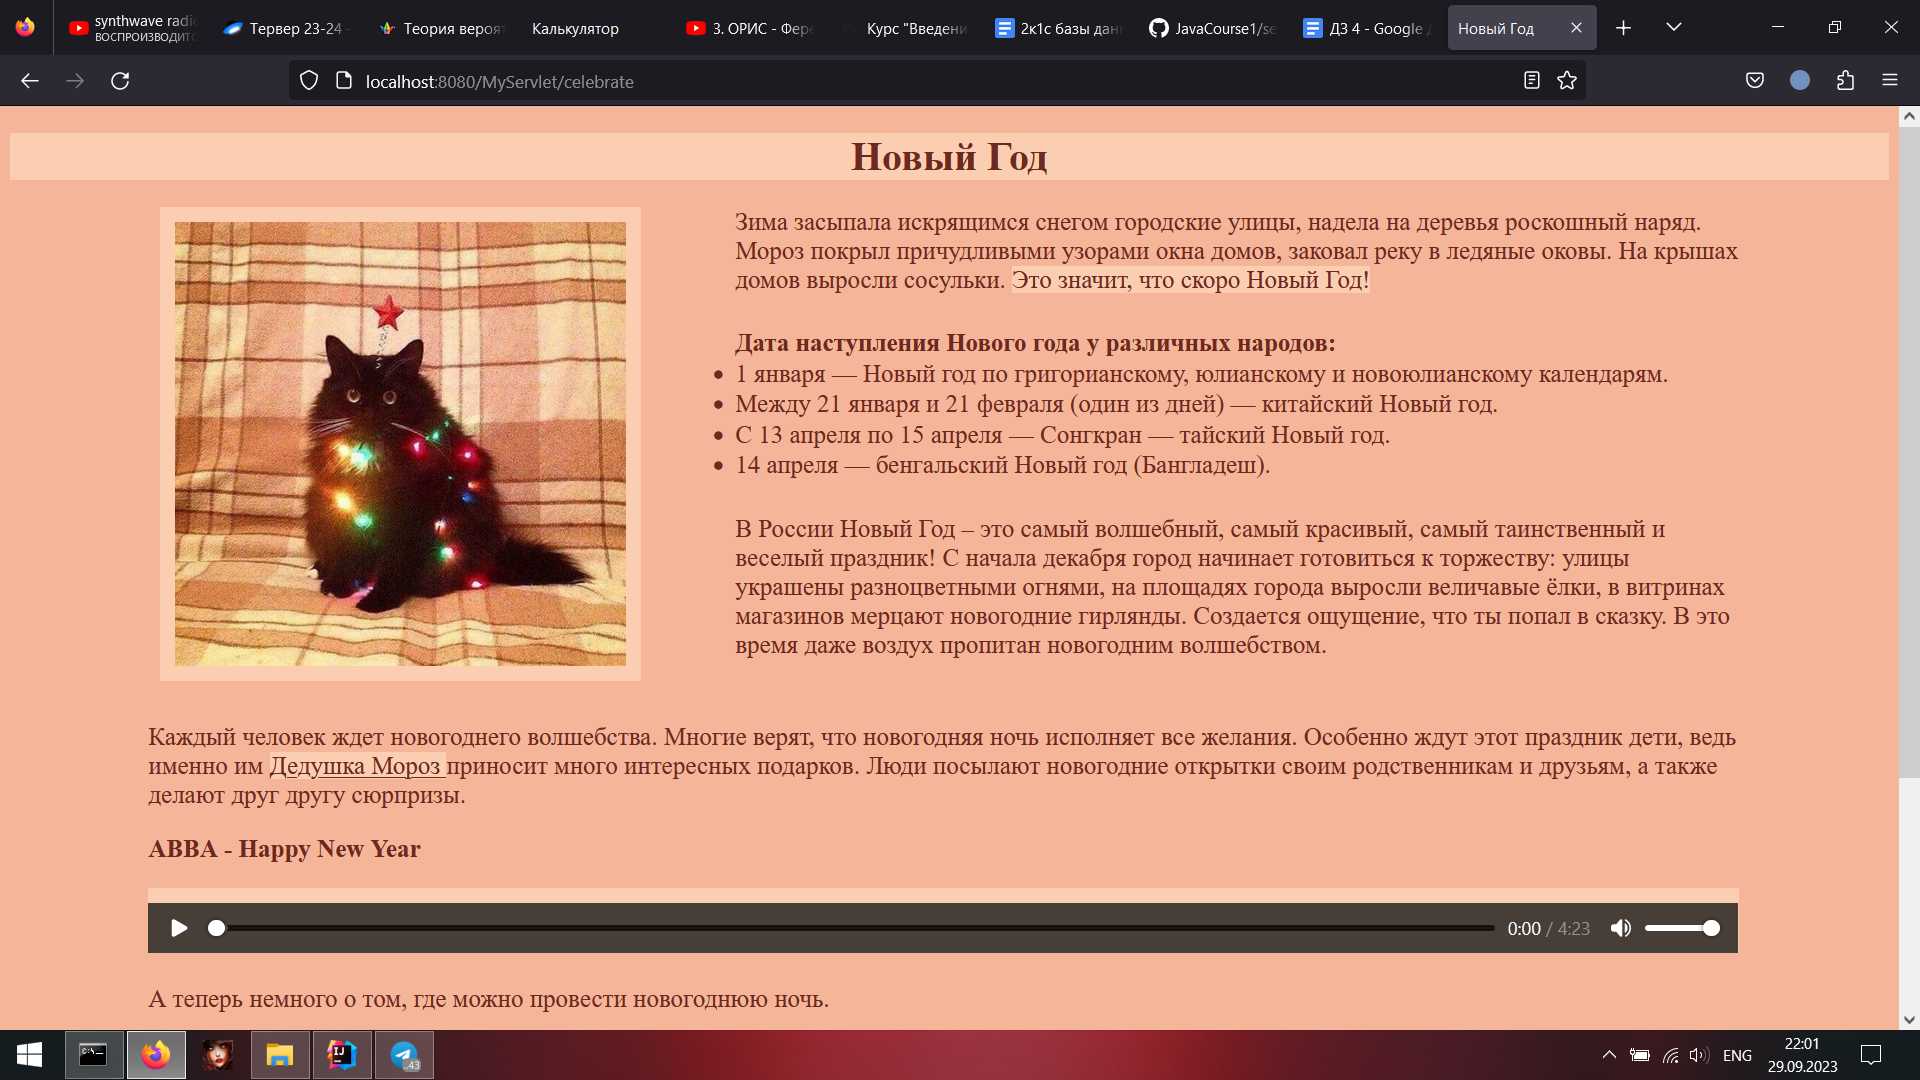 synthwave radio
ВОСПРОИЗВОДИТС
Тервер 23-24 -
Теория вероят
Калькулятор
3. ОРИС - Фере
Курс "Введени
2к1с базы дан
JavaCourse1/se
ДЗ 4 - Google Д
Новый Год
localhost:8080/MyServlet/celebrate
Новый Год
Зима засыпала искрящимся снегом городские улицы, надела на деревья роскошный наряд.
Мороз покрыл причудливыми узорами окна домов, заковал реку в ледяные оковы. На крышах
домов выросли сосульки. Это значит, что скоро Новый Год!
Дата наступления Нового года у различных народов:
• 1 января — Новый год по григорианскому, юлианскому и новоюлианскому календарям.
• Между 21 января и 21 февраля (один из дней) — китайский Новый год.
• С 13 апреля по 15 апреля — Сонгкран — тайский Новый год.
• 14 апреля — бенгальский Новый год (Бангладеш).
В России Новый Год – это самый волшебный, самый красивый, самый таинственный и
веселый праздник! С начала декабря город начинает готовиться к торжеству: улицы
украшены разноцветными огнями, на площадях города выросли величавые ёлки, в витринах
магазинов мерцают новогодние гирлянды. Создается ощущение, что ты попал в сказку. В это
время даже воздух пропитан новогодним волшебством.
Каждый человек ждет новогоднего волшебства. Многие верят, что новогодняя ночь исполняет все желания. Особенно ждут этот праздник дети, ведь
именно им Дедушка Мороз приносит много интересных подарков. Люди посылают новогодние открытки своим родственникам и друзьям, а также
делают друг другу сюрпризы.
ABBA - Happy New Year
0:00 / 4:23
А теперь немного о том, где можно провести новогоднюю ночь.
C:\
IJ
..43
ENG
22:01
29.09.2023